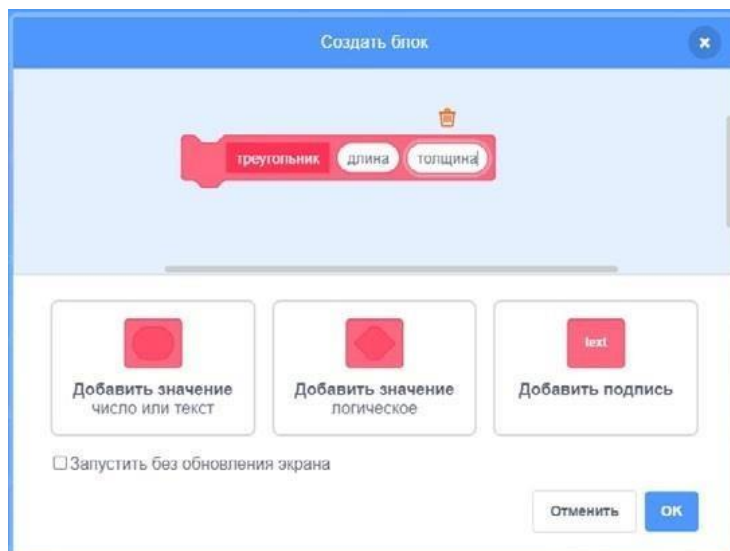 Создать блок
треугольник длина толщина
Добавить значение
число или текст
Добавить значение
логическое
text
Добавить подпись
Запустить без обновления экрана
Отменить OK